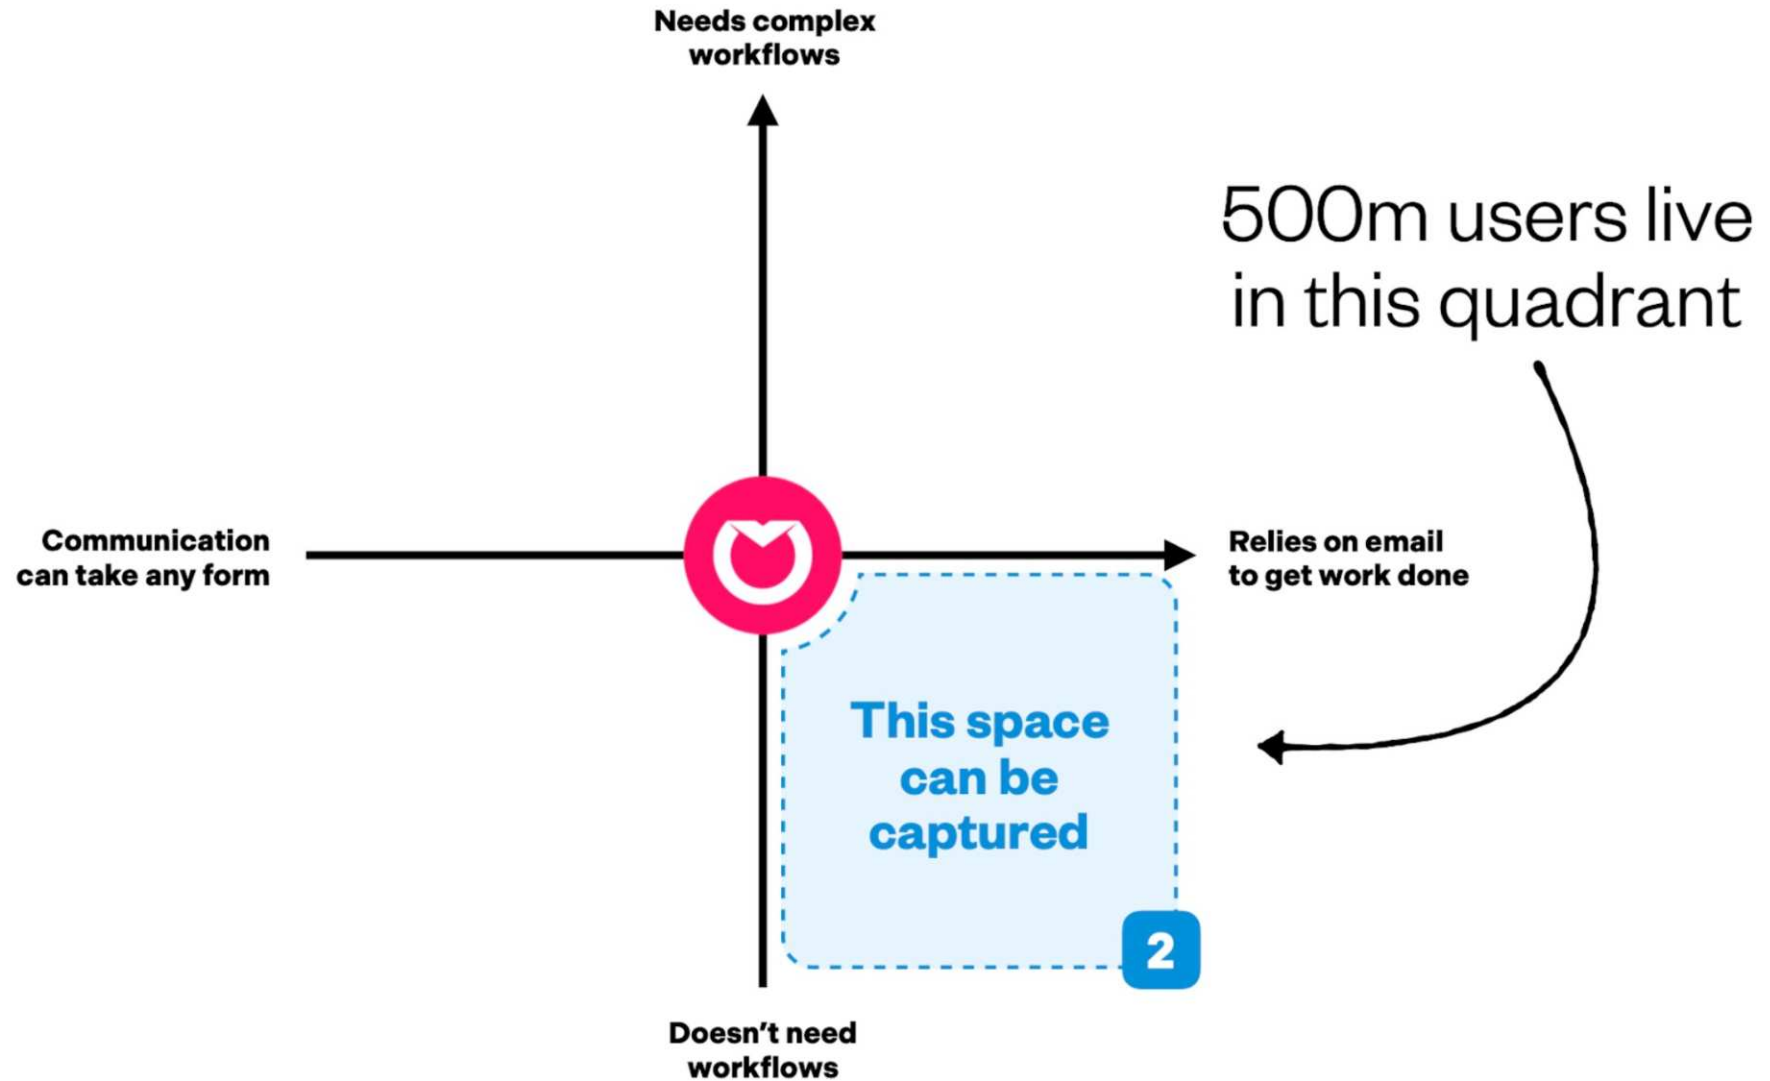 Needs complex
workflows
500m users live
in this quadrant
Communication
can take any form
Relies on email
to get work done
This space
can be
captured
2
Doesn’t need
workflows